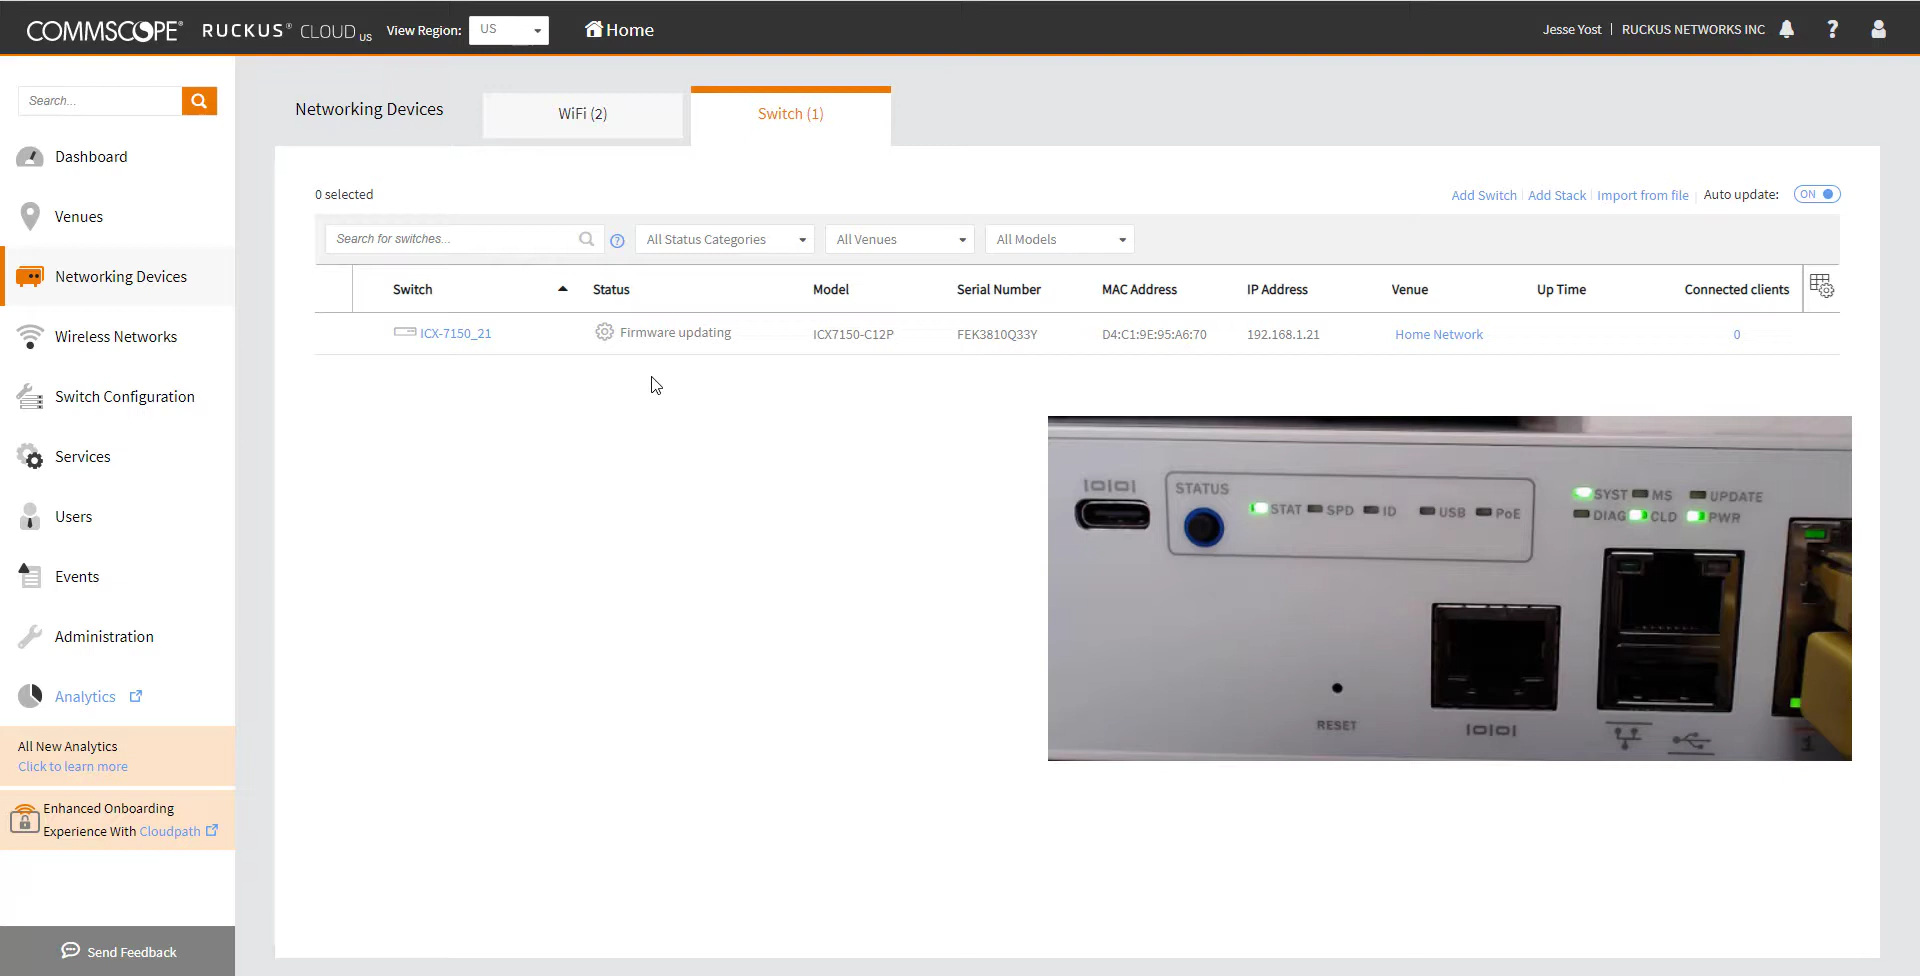 COMMSCOPE® RUCKUS® CLOUD US View Region: US Home Jesse Yost | RUCKUS NETWORKS INC ?
Search...
Dashboard
Venues
Networking Devices
Wireless Networks
Switch Configuration
Services
Users
Events
Administration
Analytics
All New Analytics
Click to learn more
Enhanced Onboarding
Experience With Cloudpath
Send Feedback
Networking Devices WiFi (2) Switch (1)
0 selected Add Switch | Add Stack | Import from file | Auto update: ON
Search for switches... ? All Status Categories All Venues All Models
Switch Status Model Serial Number MAC Address IP Address Venue Up Time Connected clients
ICX-7150_21 Firmware updating ICX7150-C12P FEK3810Q33Y D4:C1:9E:95:A6:70 192.168.1.21 Home Network 0
STATUS
STAT SPD ID USB PoE
SYST MS UPDATE
DIAG CLD PWR
RESET
1